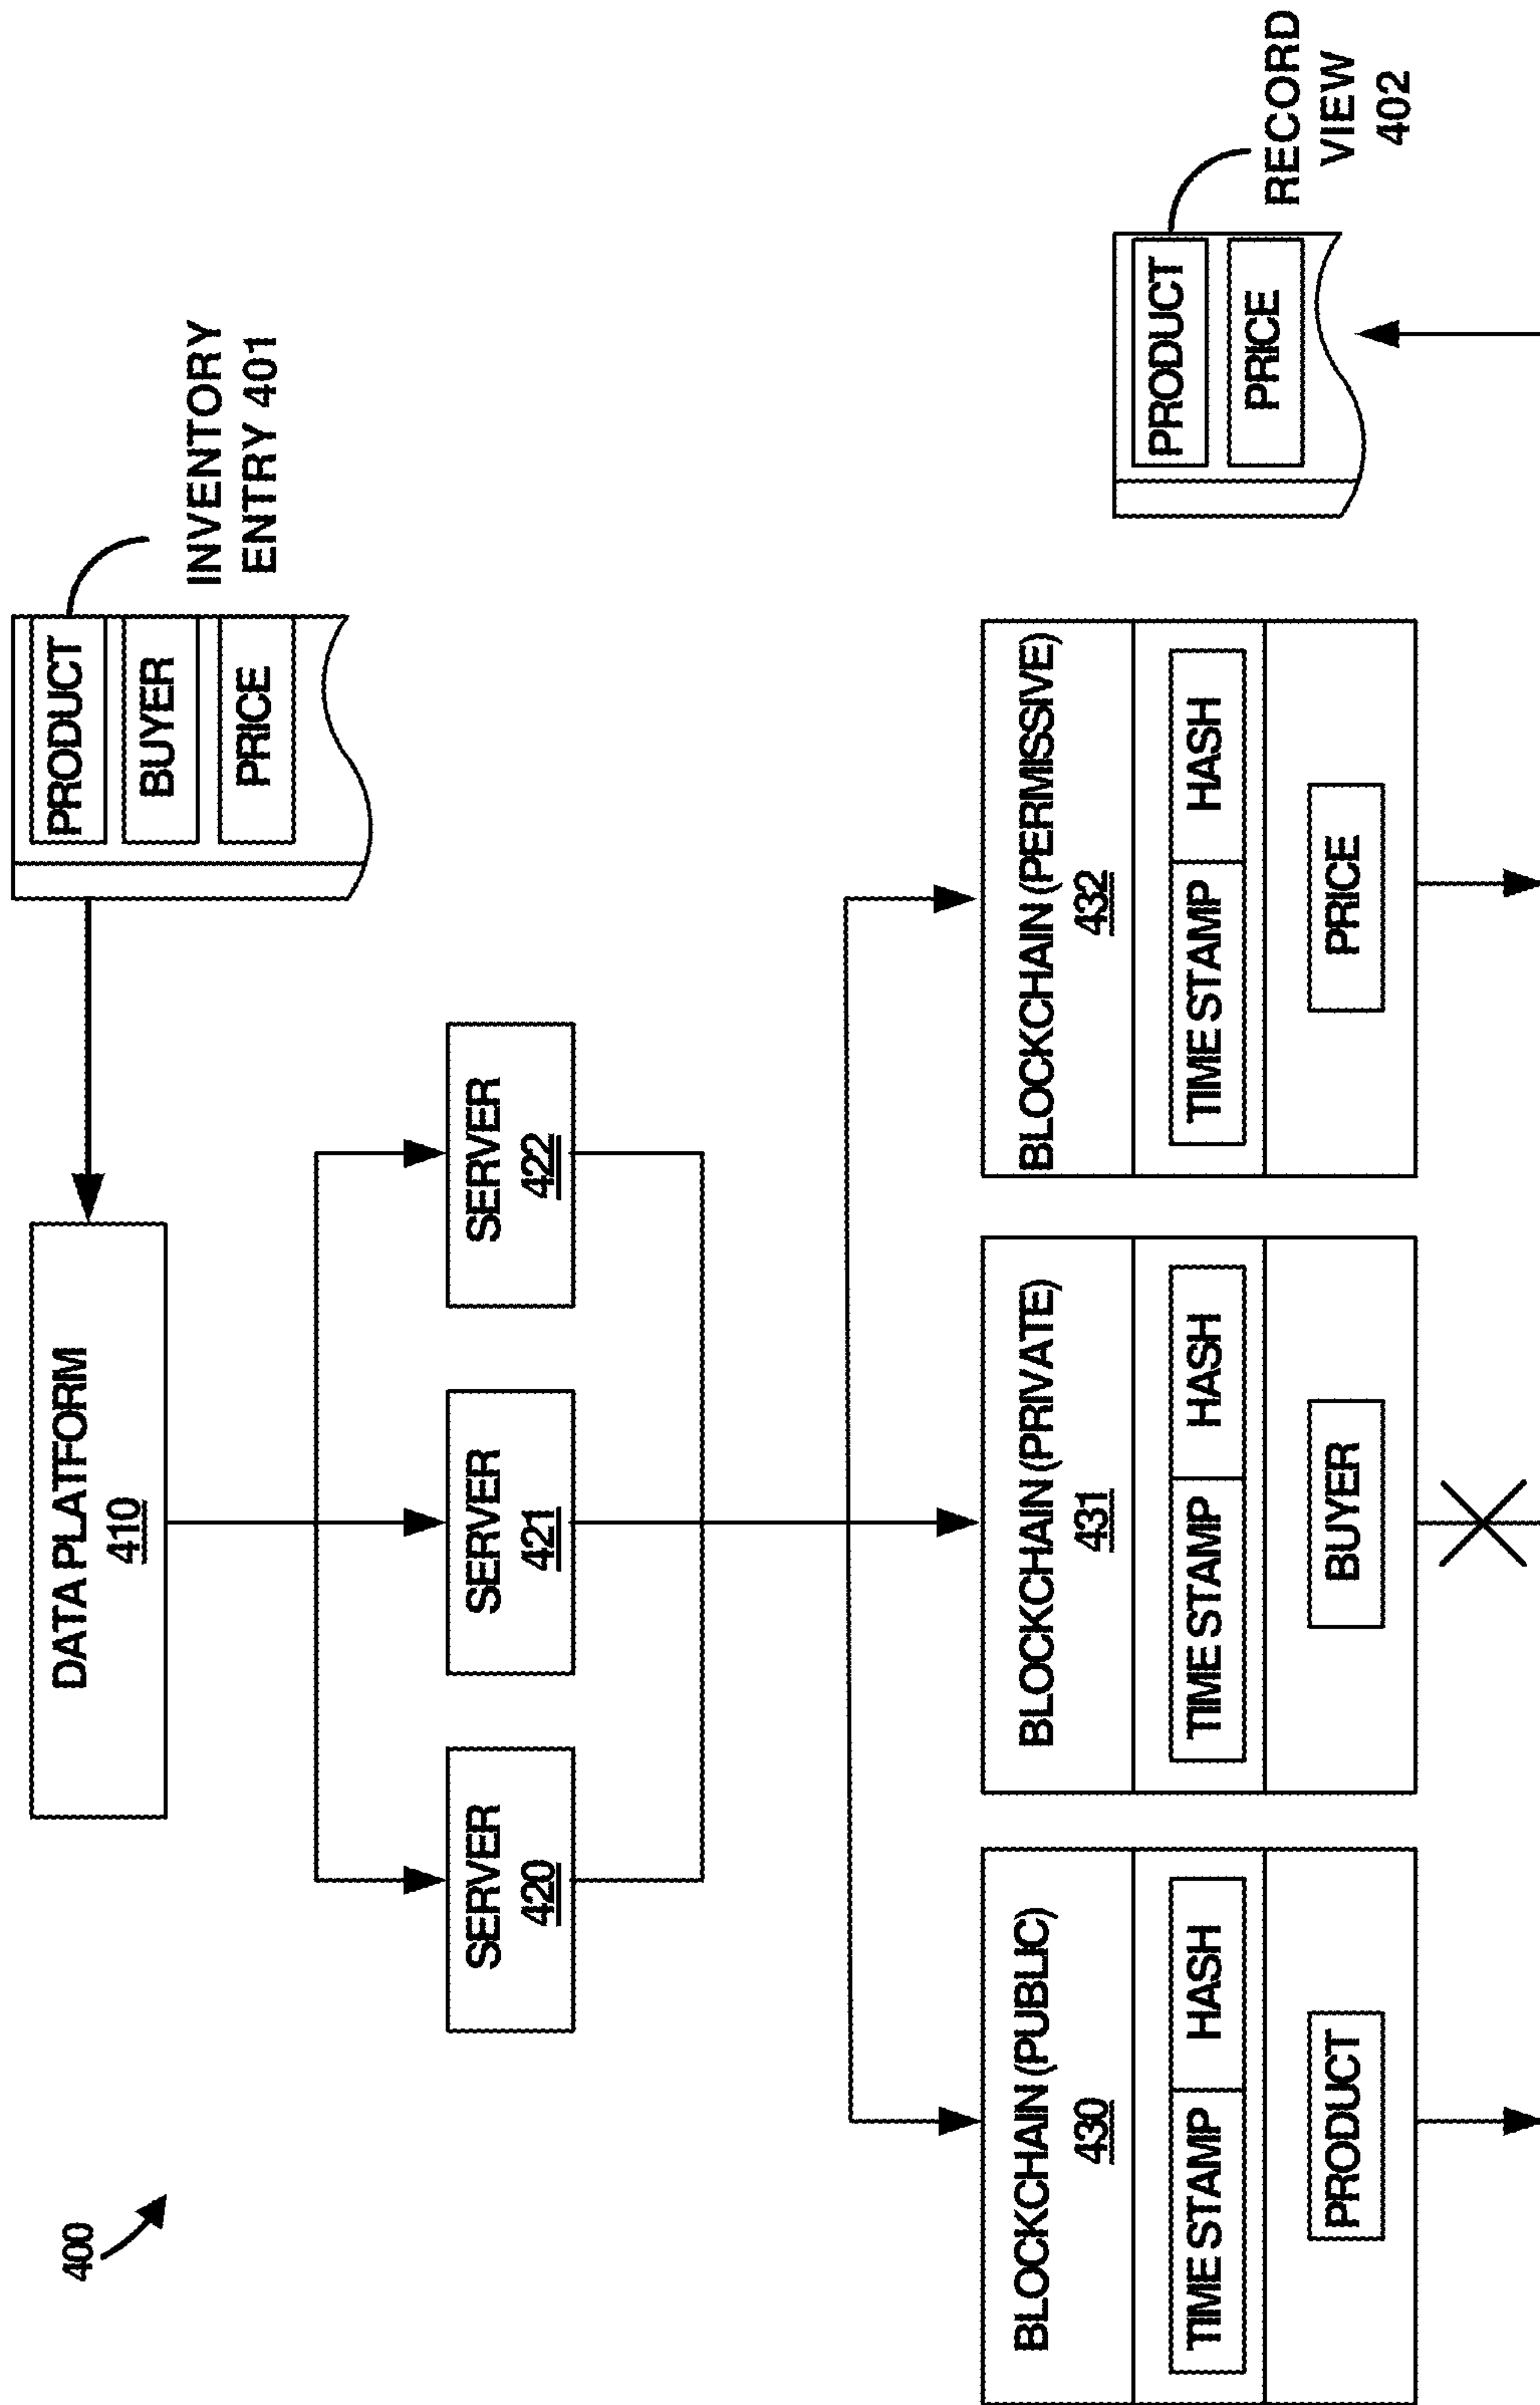 400
DATA PLATFORM
410
PRODUCT
BUYER
PRICE
INVENTORY
ENTRY 401
SERVER
420
SERVER
421
SERVER
422
BLOCKCHAIN (PUBLIC)
430
TIME STAMP
HASH
PRODUCT
BLOCKCHAIN (PRIVATE)
431
TIME STAMP
HASH
BUYER
BLOCKCHAIN (PERMISSIVE)
432
TIME STAMP
HASH
PRICE
PRODUCT
PRICE
RECORD
VIEW
402